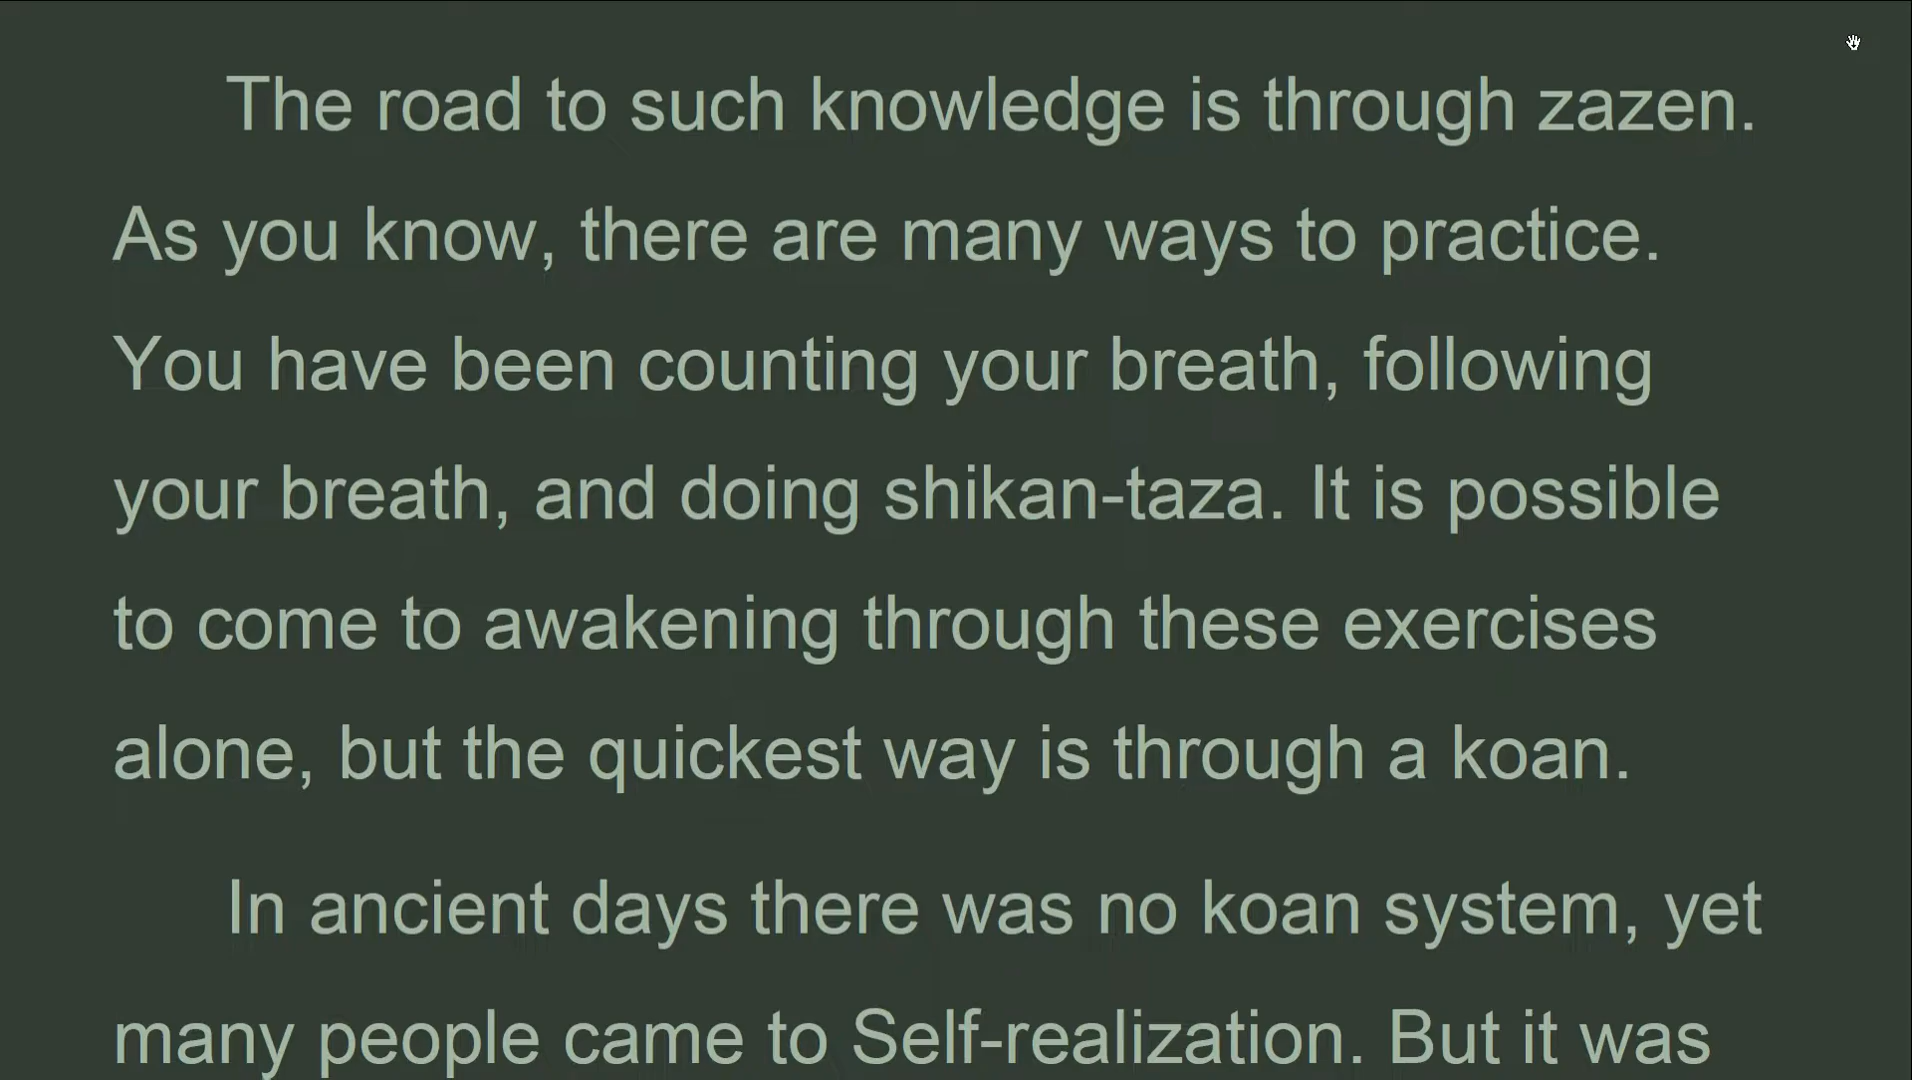 The road to such knowledge is through zazen.
As you know, there are many ways to practice.
You have been counting your breath, following
your breath, and doing shikan-taza. It is possible
to come to awakening through these exercises
alone, but the quickest way is through a koan.
In ancient days there was no koan system, yet
many people came to Self-realization. But it was